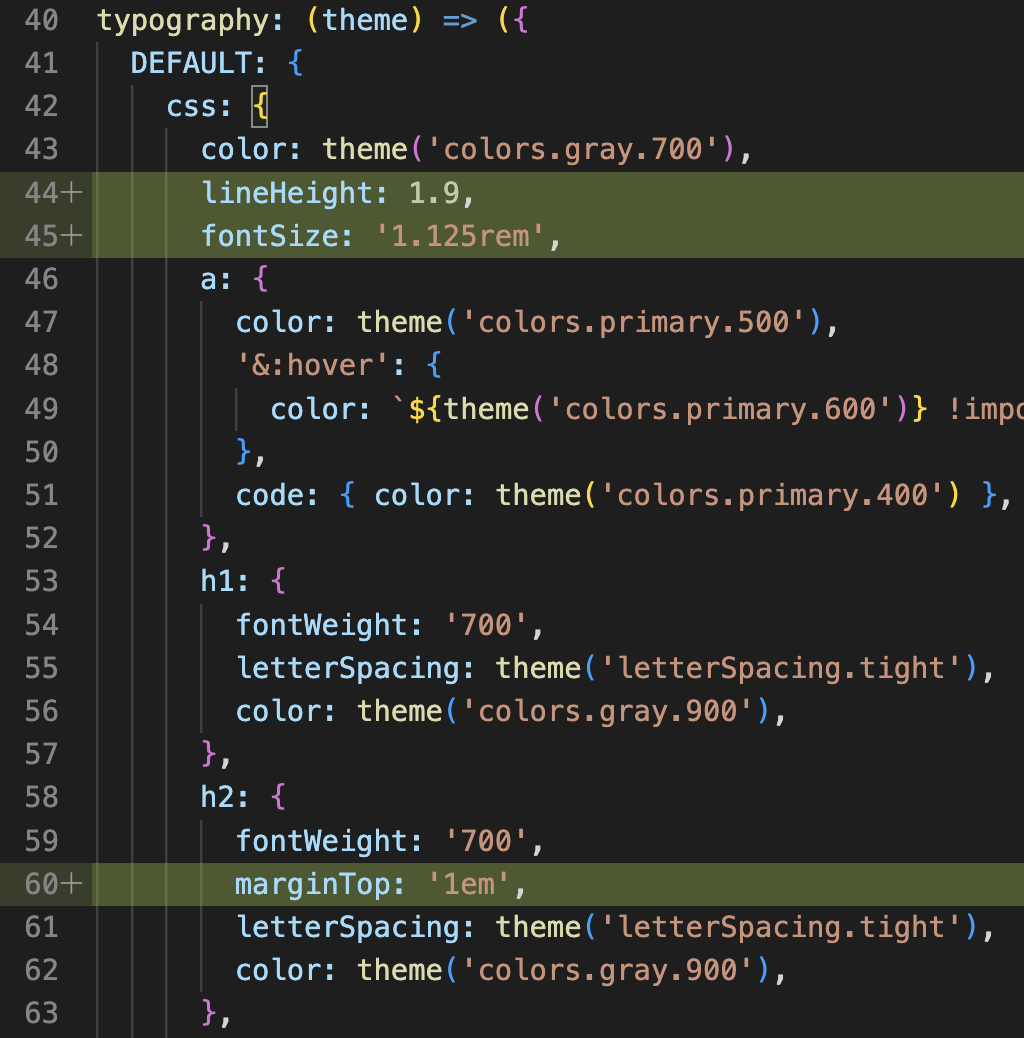 40 typography: (theme) => ({
41 DEFAULT: {
42 css: {
43 color: theme('colors.gray.700'),
44+ lineHeight: 1.9,
45+ fontSize: '1.125rem',
46 a: {
47 color: theme('colors.primary.500'),
48 '&:hover': {
49 color: `${theme('colors.primary.600')} !impo
50 },
51 code: { color: theme('colors.primary.400') },
52 },
53 h1: {
54 fontWeight: '700',
55 letterSpacing: theme('letterSpacing.tight'),
56 color: theme('colors.gray.900'),
57 },
58 h2: {
59 fontWeight: '700',
60+ marginTop: '1em',
61 letterSpacing: theme('letterSpacing.tight'),
62 color: theme('colors.gray.900'),
63 },